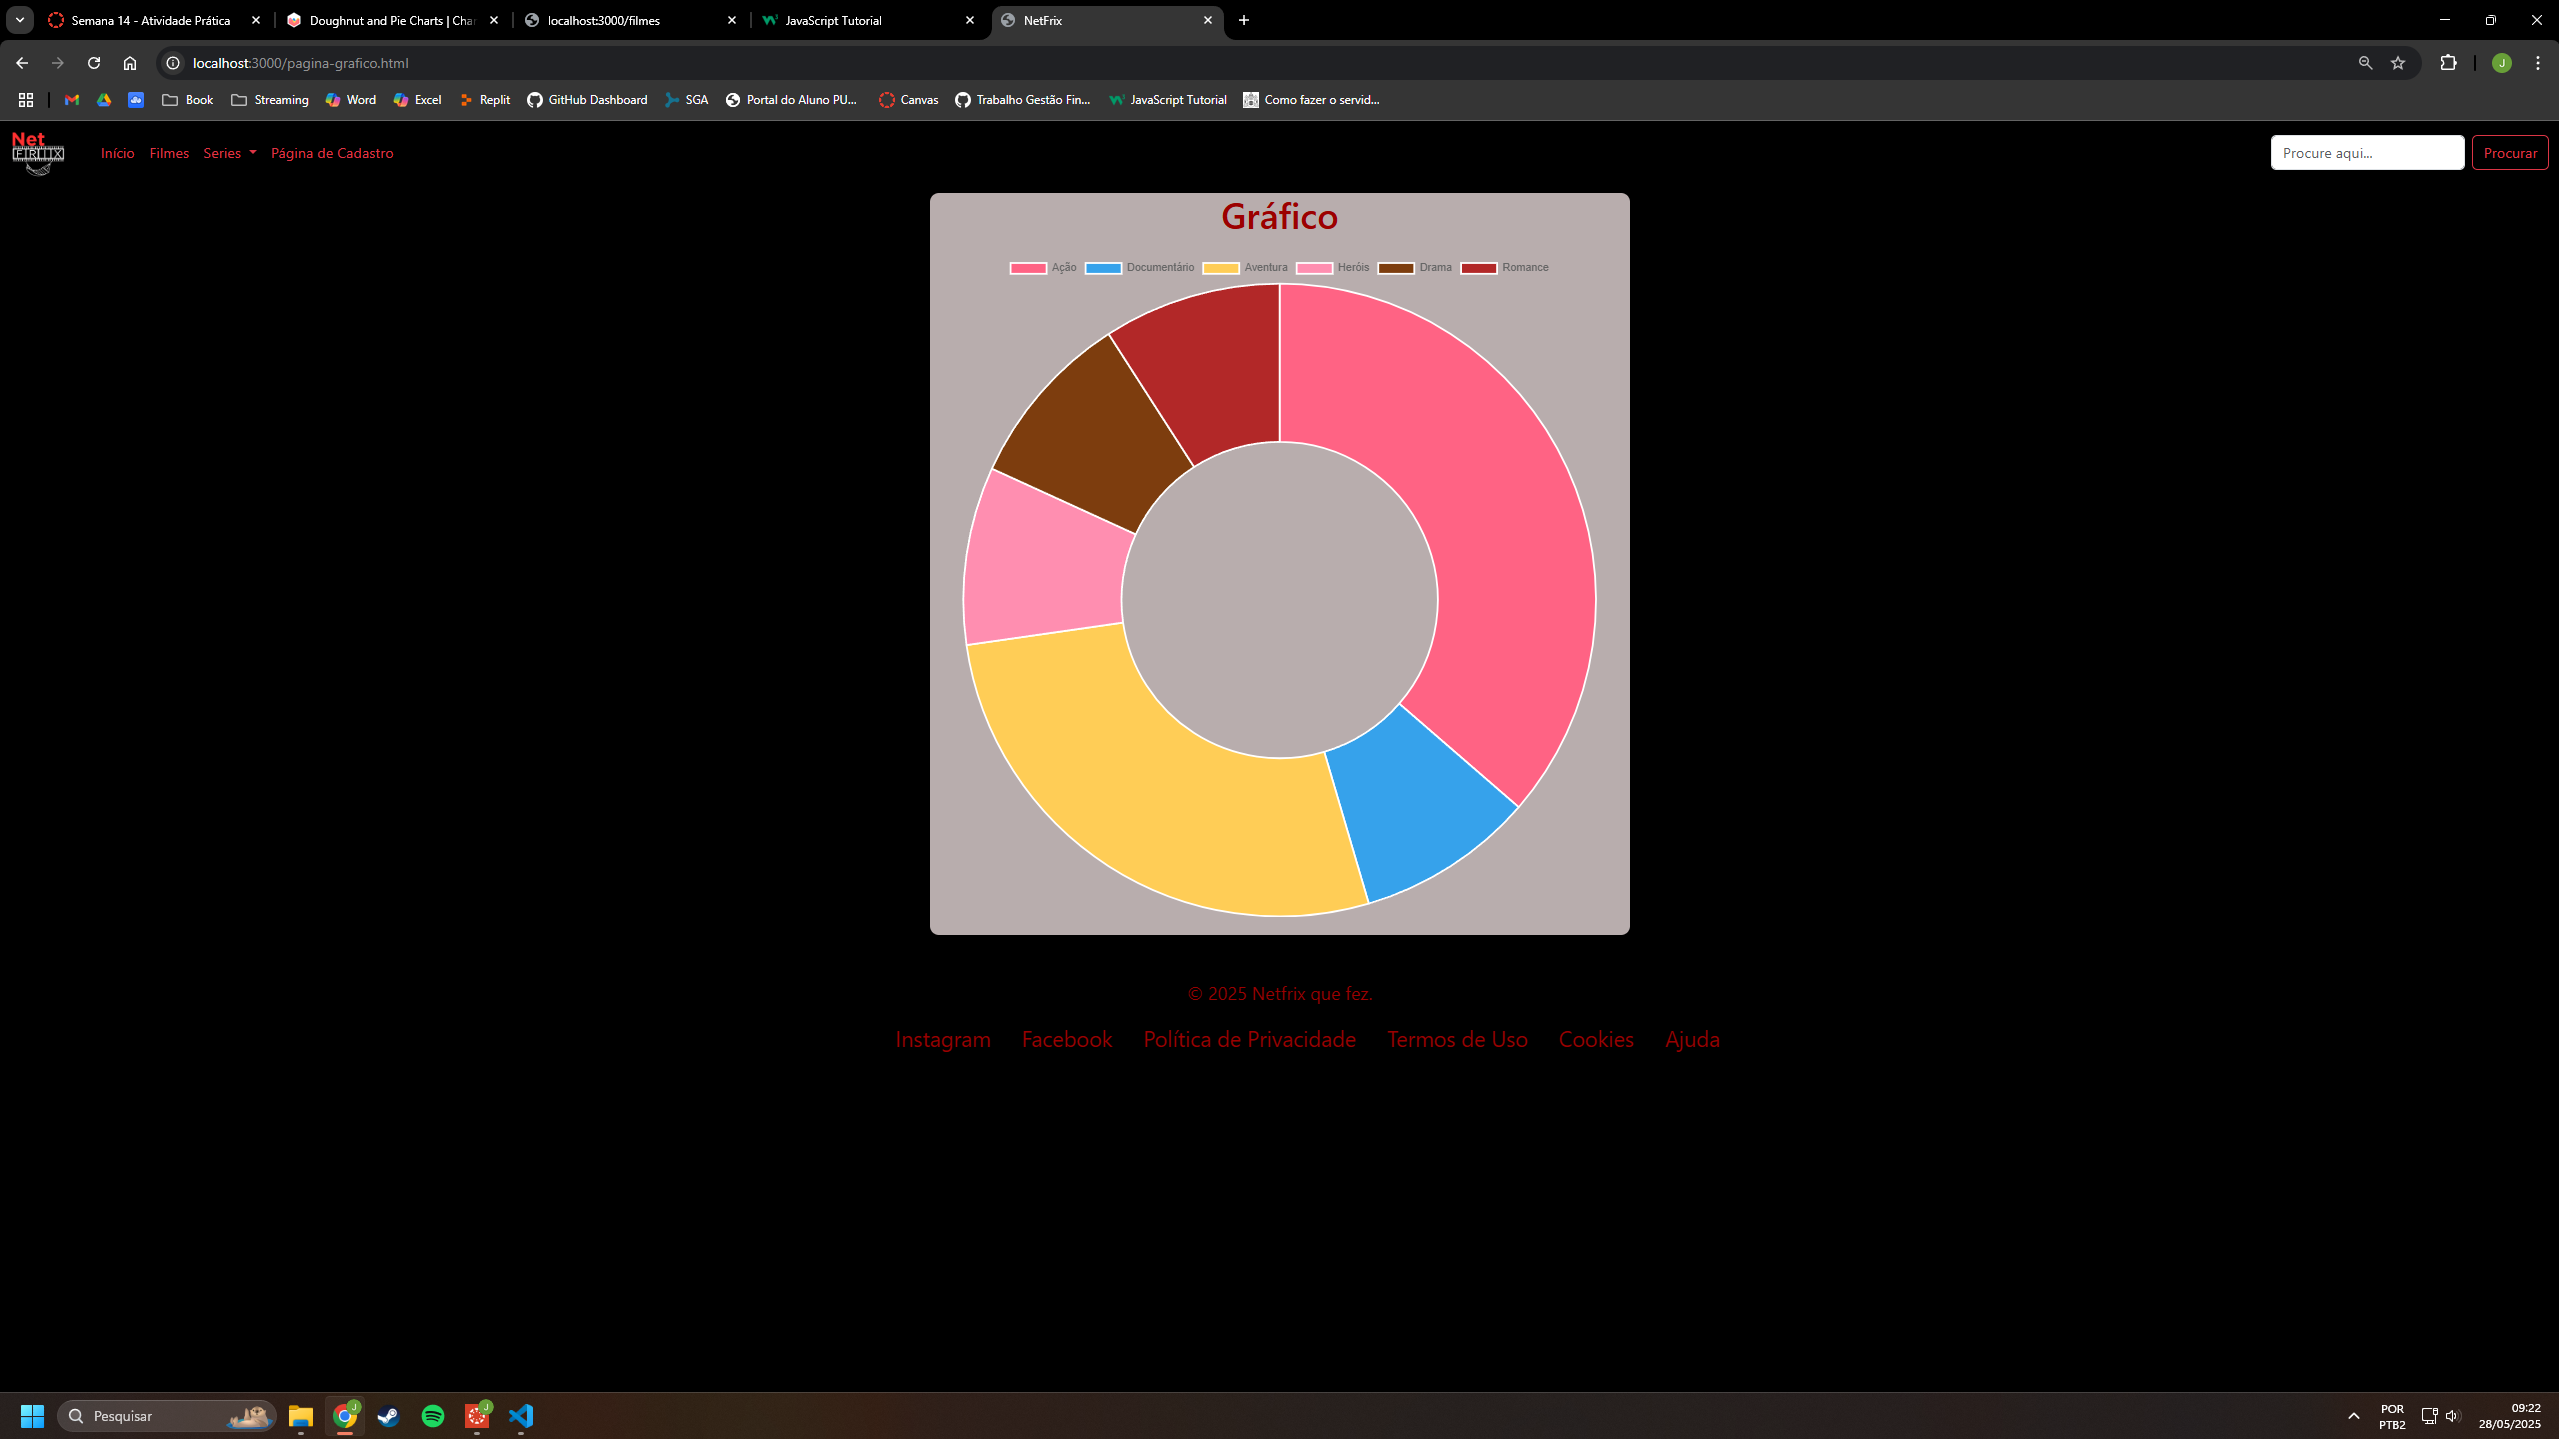 Semana 14 - Atividade Prática
Doughnut and Pie Charts | Char
localhost:3000/filmes
JavaScript Tutorial
NetFrix
localhost:3000/pagina-grafico.html
J
Book
Streaming
Word
Excel
Replit
GitHub Dashboard
SGA
Portal do Aluno PU...
Canvas
Trabalho Gestão Fin...
JavaScript Tutorial
Como fazer o servid...
Net
FRIIX
Início
Filmes
Series
Página de Cadastro
Procure aqui...
Procurar
Gráfico
Ação
Documentário
Aventura
Heróis
Drama
Romance
© 2025 Netfrix que fez.
Instagram
Facebook
Política de Privacidade
Termos de Uso
Cookies
Ajuda
Pesquisar
J
J
POR
PTB2
09:22
28/05/2025